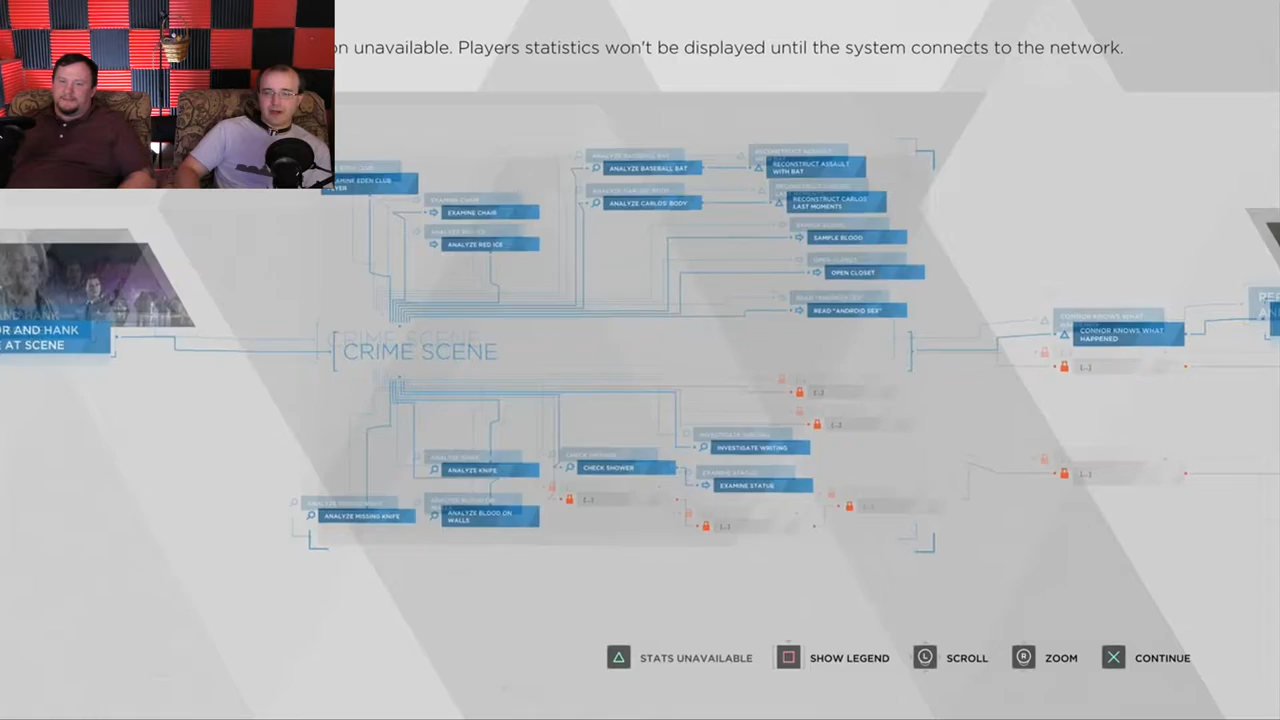 on unavailable. Players statistics won't be displayed until the system connects to the network.
EXAMINE CHAIR
ANALYZE RED ICE
ANALYZE BASEBALL BAT
RECONSTRUCT ASSAULT
WITH BAT
ANALYZE CARLOS' BODY
RECONSTRUCT CARLOS
LAST MOMENTS
SAMPLE BLOOD
OPEN CLOSET
READ "ANDROID SEX"
AMINE EDEN CLUB
OR AND HANK
AT SCENE
CRIME SCENE
CONNOR KNOWS WHAT
HAPPENED
[...]
[...]
[...]
INVESTIGATE WRITING
ANALYZE KNIFE
CHECK SHOWER
EXAMINE STATUE
[...]
[...]
[...]
[...]
ANALYZE MISSING KNIFE
ANALYZE BLOOD ON
WALLS
STATS UNAVAILABLE
SHOW LEGEND
L
SCROLL
R
ZOOM
CONTINUE